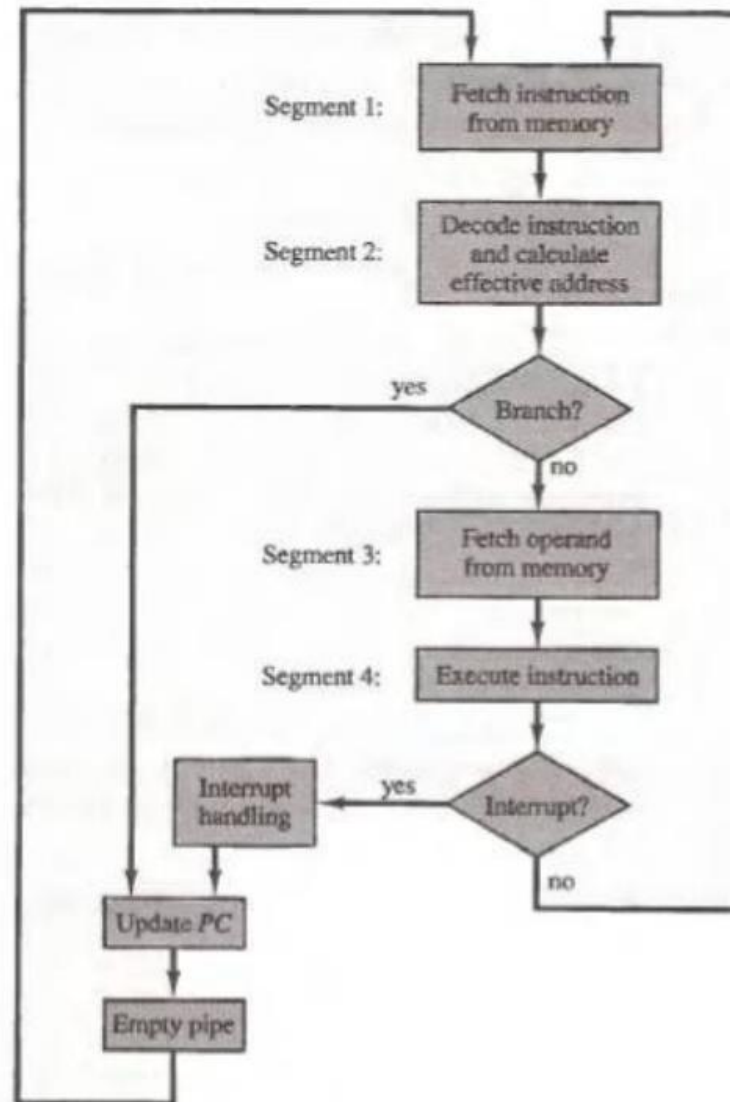 Segment 1:
Fetch instruction
from memory
Segment 2:
Decode instruction
and calculate
effective address
yes
Branch?
no
Segment 3:
Fetch operand
from memory
Segment 4:
Execute instruction
Interrupt
handling
yes
Interrupt?
no
Update PC
Empty pipe